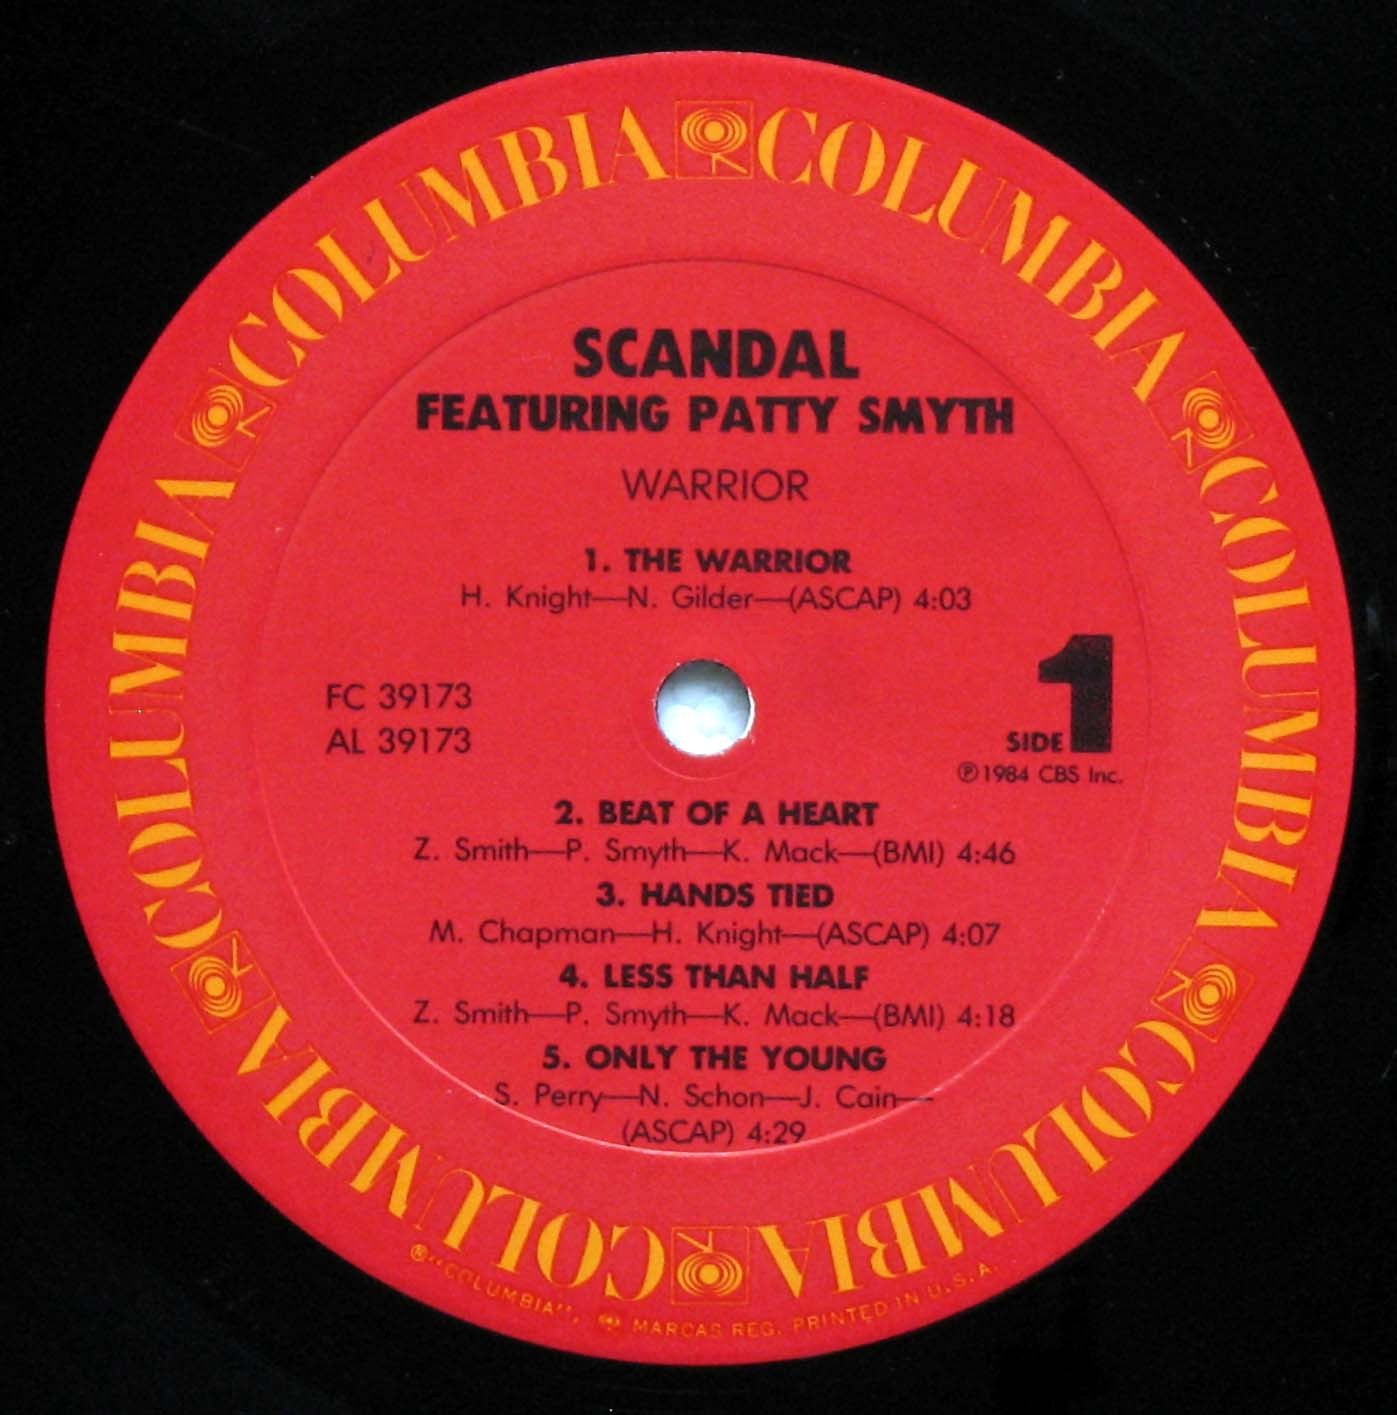 COLUMBIA COLUMBIA COLUMBIA COLUMBIA COLUMBIA COLUMBIA
SCANDAL
FEATURING PATTY SMYTH
WARRIOR
1. THE WARRIOR
H. Knight—N. Gilder—(ASCAP) 4:03
FC 39173
AL 39173
SIDE 1
℗ 1984 CBS Inc.
2. BEAT OF A HEART
Z. Smith—P. Smyth—K. Mack—(BMI) 4:46
3. HANDS TIED
M. Chapman—H. Knight—(ASCAP) 4:07
4. LESS THAN HALF
Z. Smith—P. Smyth—K. Mack—(BMI) 4:18
5. ONLY THE YOUNG
S. Perry—N. Schon—J. Cain—
(ASCAP) 4:29
® "COLUMBIA", MARCAS REG. PRINTED IN U.S.A.